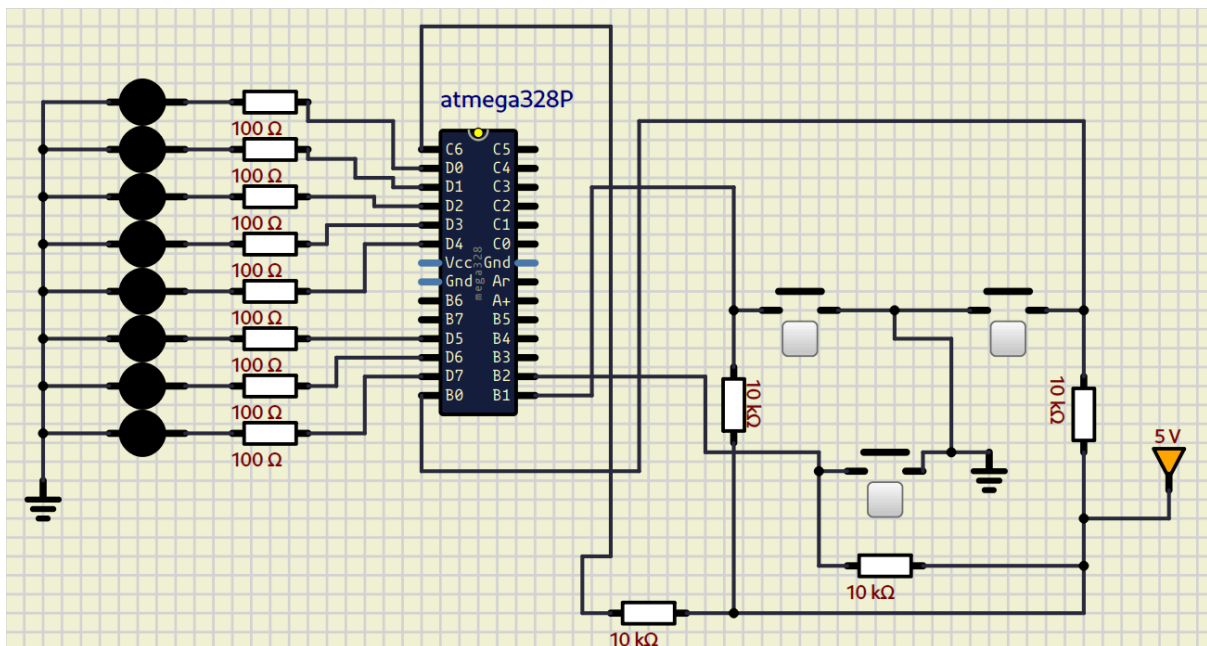 atmega328P
100 Ω
100 Ω
100 Ω
100 Ω
100 Ω
100 Ω
100 Ω
100 Ω
C6 C5
D0 C4
D1 C3
D2 C2
D3 C1
D4 C0
Vcc Gnd
Gnd Ar
B6 A+
B7 B5
D5 B4
D6 B3
D7 B2
B0 B1
mega328
10 kΩ
10 kΩ
5 V
10 kΩ
10 kΩ